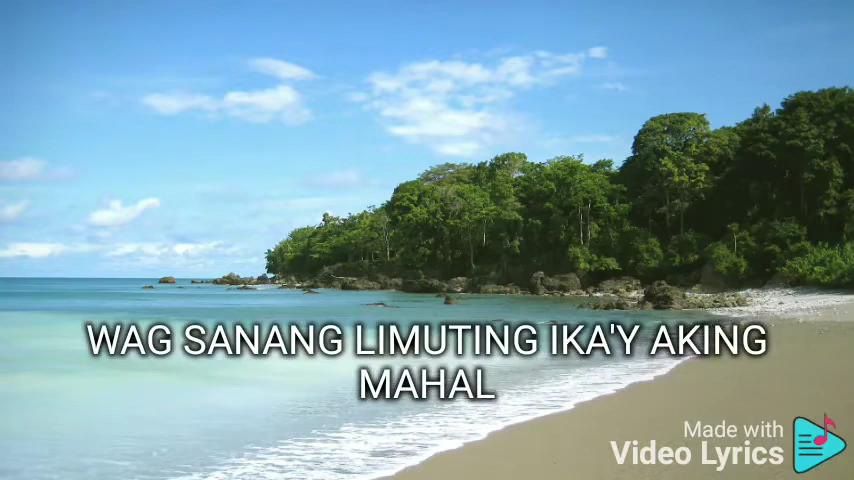 WAG SANANG LIMUTING IKA'Y AKING
MAHAL
Made with
Video Lyrics